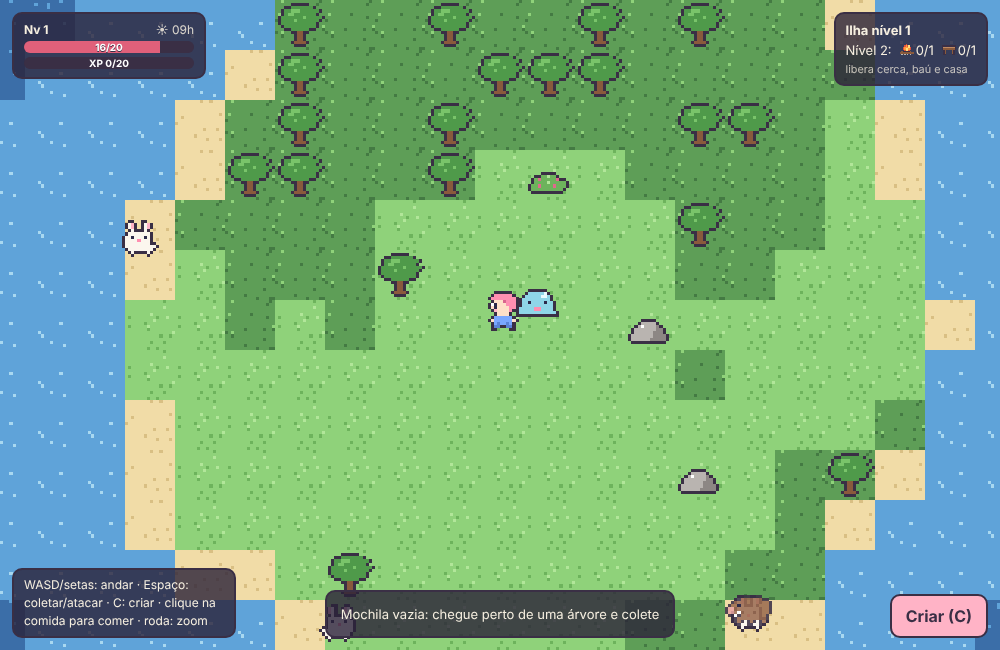 Nv 1 ☀ 09h
16/20
XP 0/20
Ilha nível 1
Nível 2: 0/1 0/1
libera cerca, baú e casa
WASD/setas: andar · Espaço:
coletar/atacar · C: criar · clique na
comida para comer · roda: zoom
Mochila vazia: chegue perto de uma árvore e colete
Criar (C)